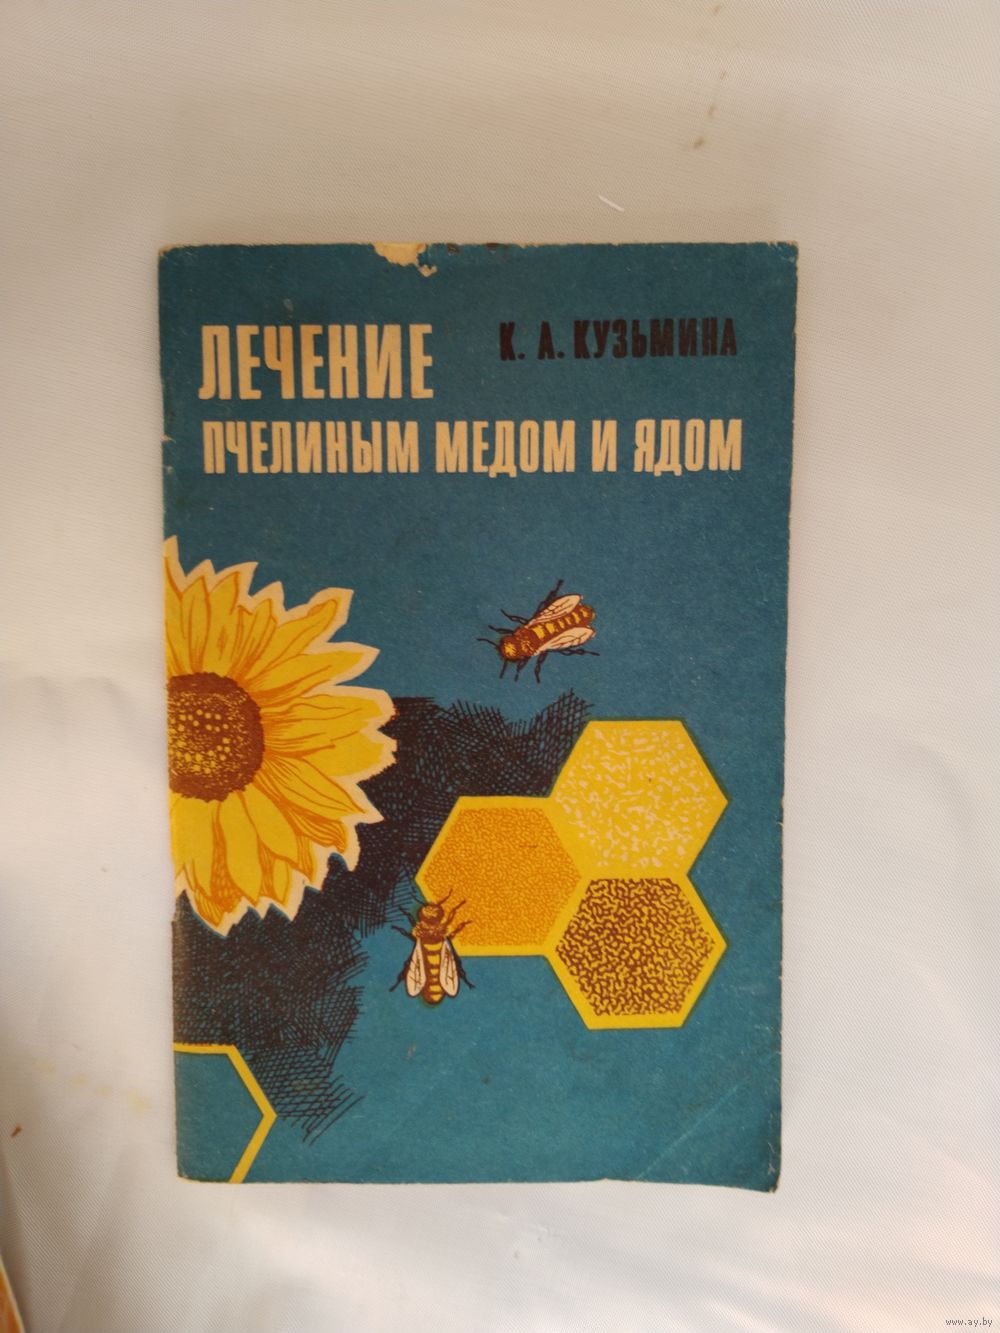 ЛЕЧЕНИЕ
К. А. КУЗЬМИНА
ПЧЕЛИНЫМ МЕДОМ И ЯДОМ
www.ay.by